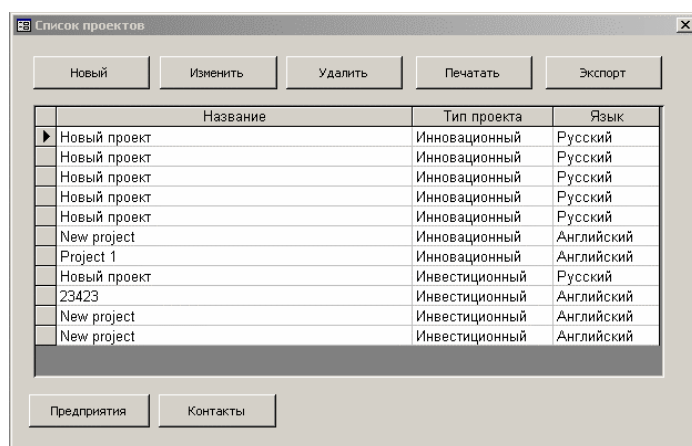 Список проектов
Новый Изменить Удалить Печатать Экспорт
Название Тип проекта Язык
Новый проект Инновационный Русский
Новый проект Инновационный Русский
Новый проект Инновационный Русский
Новый проект Инновационный Русский
Новый проект Инновационный Русский
New project Инновационный Английский
Project 1 Инновационный Английский
Новый проект Инвестиционный Русский
23423 Инвестиционный Английский
New project Инвестиционный Английский
New project Инвестиционный Английский
Предприятия Контакты